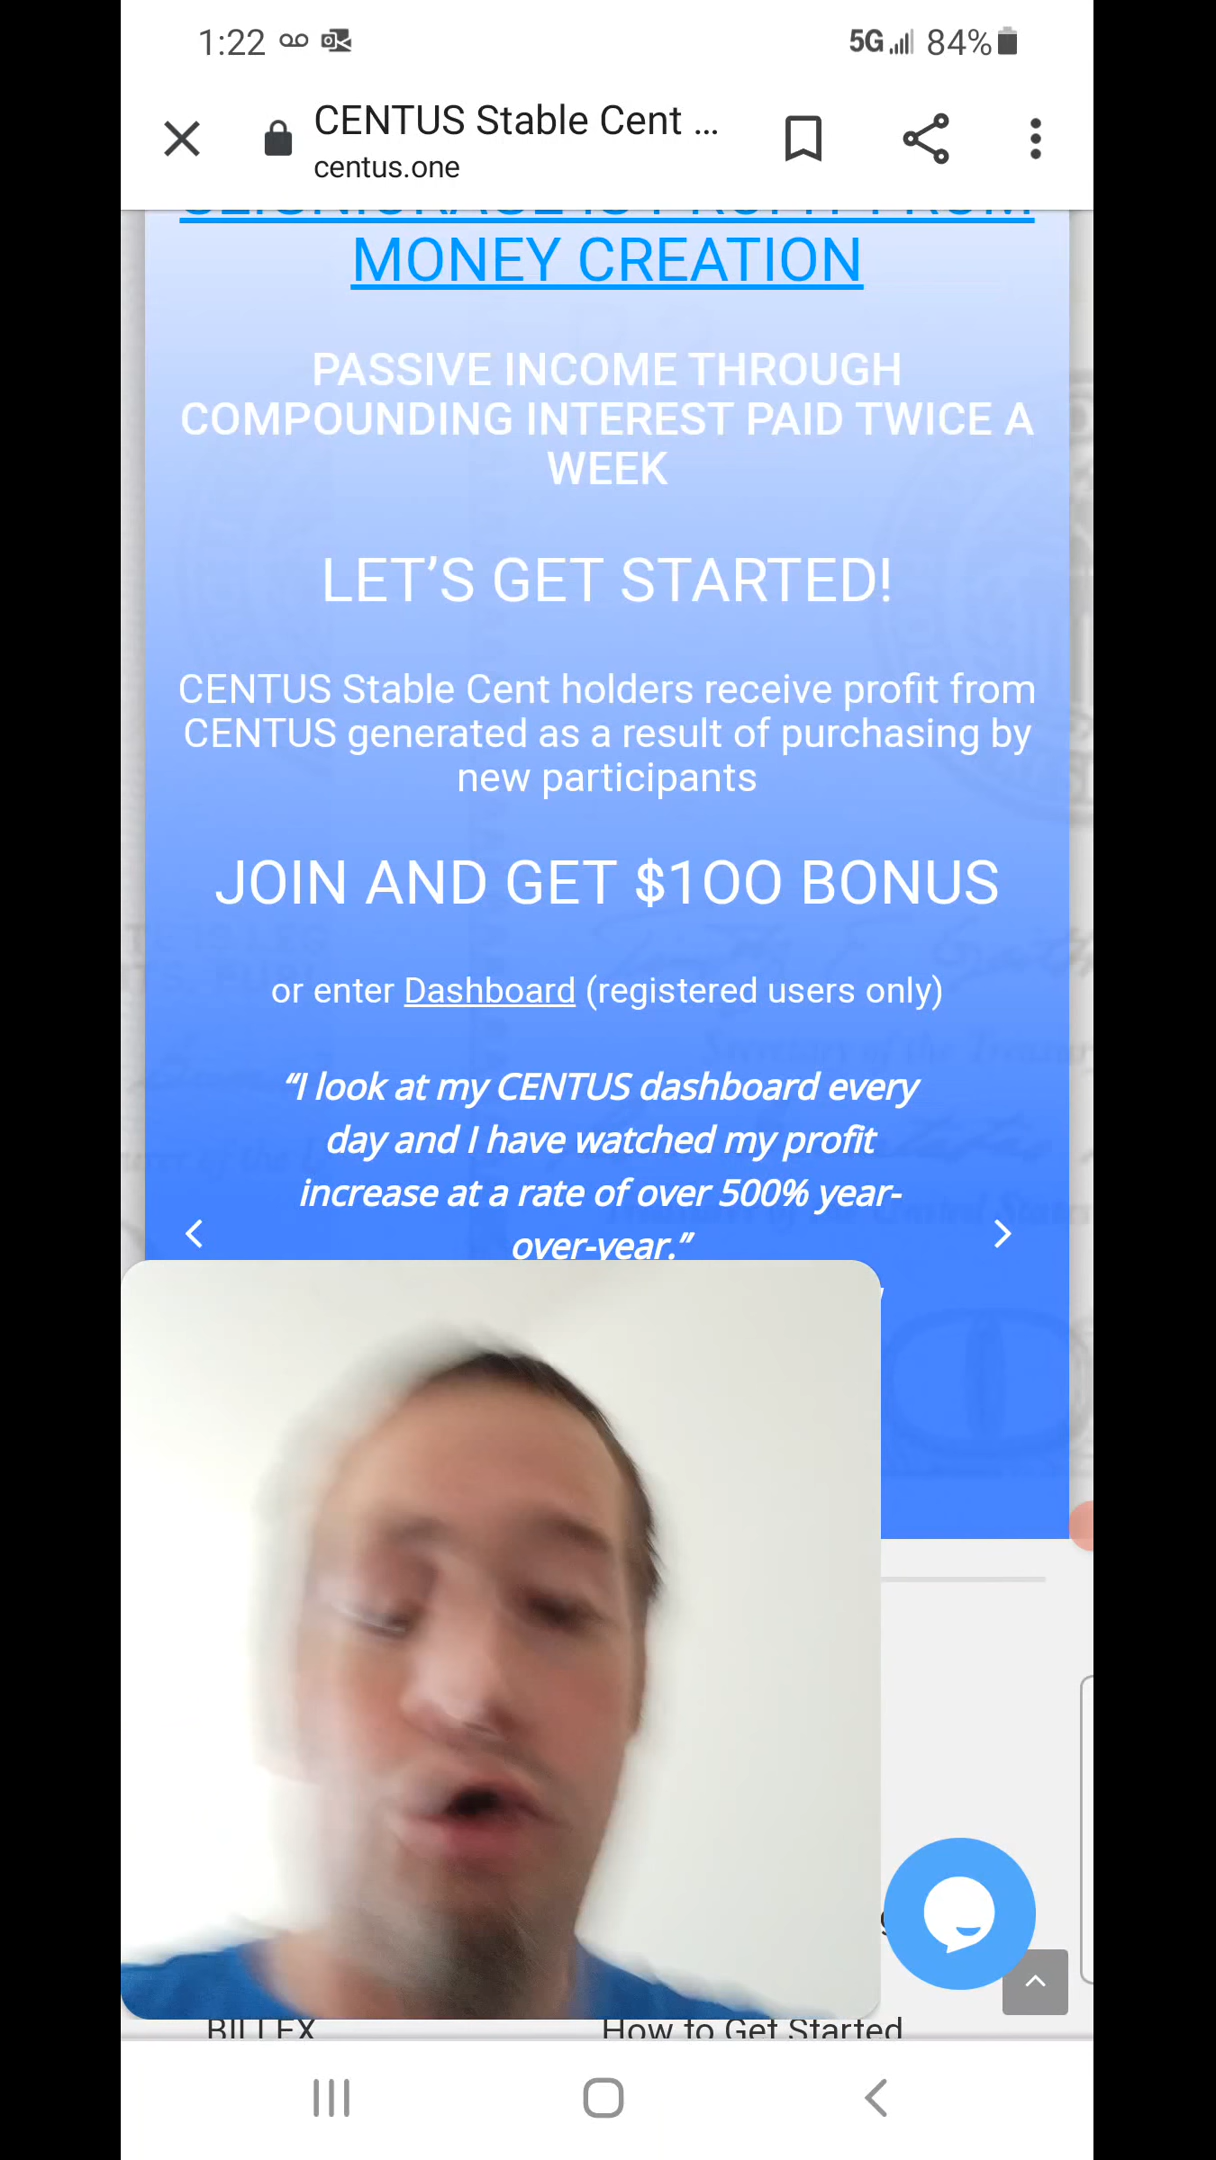 1:22
5G 84%
CENTUS Stable Cent ...
centus.one
MONEY CREATION
PASSIVE INCOME THROUGH
COMPOUNDING INTEREST PAID TWICE A
WEEK
LET’S GET STARTED!
CENTUS Stable Cent holders receive profit from
CENTUS generated as a result of purchasing by
new participants
JOIN AND GET $100 BONUS
or enter Dashboard (registered users only)
“I look at my CENTUS dashboard every
day and I have watched my profit
increase at a rate of over 500% year-
over-year.”
BILLEX
How to Get Started